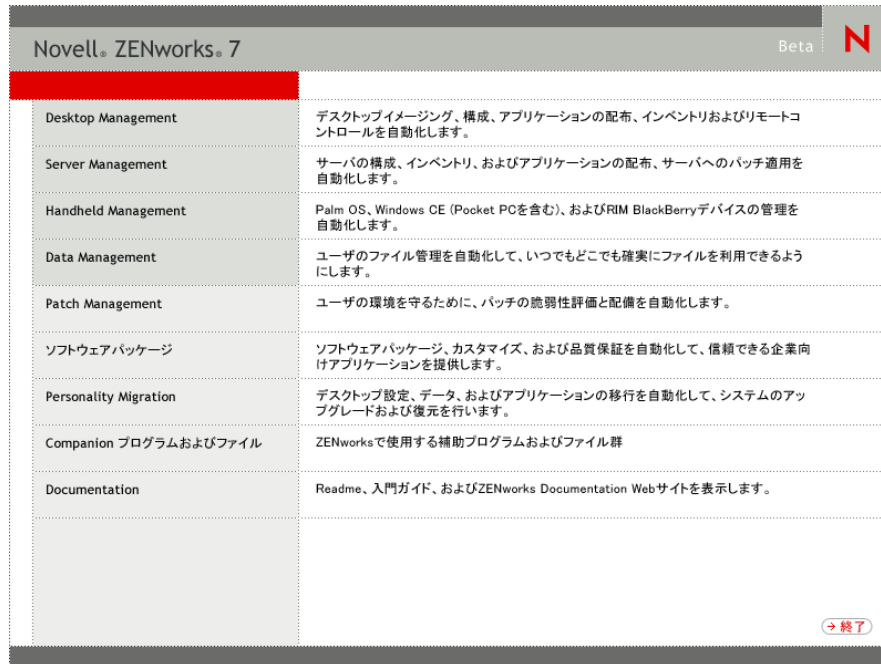 Novell® ZENworks® 7
Beta
N
Desktop Management
デスクトップイメージング、構成、アプリケーションの配布、インベントリおよびリモートコ
ントロールを自動化します。
Server Management
サーバの構成、インベントリ、およびアプリケーションの配布、サーバへのパッチ適用を
自動化します。
Handheld Management
Palm OS、Windows CE (Pocket PCを含む)、およびRIM BlackBerryデバイスの管理を
自動化します。
Data Management
ユーザのファイル管理を自動化して、いつでもどこでも確実にファイルを利用できるよう
にします。
Patch Management
ユーザの環境を守るために、パッチの脆弱性評価と配備を自動化します。
ソフトウェアパッケージ
ソフトウェアパッケージ、カスタマイズ、および品質保証を自動化して、信頼できる企業向
けアプリケーションを提供します。
Personality Migration
デスクトップ設定、データ、およびアプリケーションの移行を自動化して、システムのアッ
プグレードおよび復元を行います。
Companion プログラムおよびファイル
ZENworksで使用する補助プログラムおよびファイル群
Documentation
Readme、入門ガイド、およびZENworks Documentation Webサイトを表示します。
終了